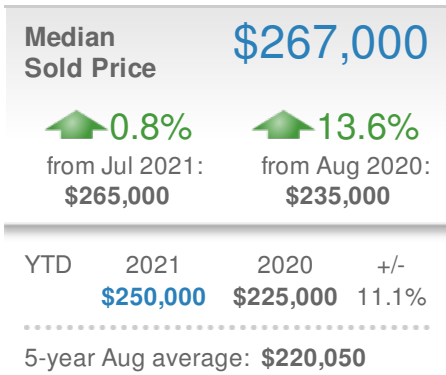 Median $267,000
Sold Price
0.8% 13.6%
from Jul 2021: from Aug 2020:
$265,000 $235,000
YTD 2021 2020 +/-
$250,000 $225,000 11.1%
5-year Aug average: $220,050